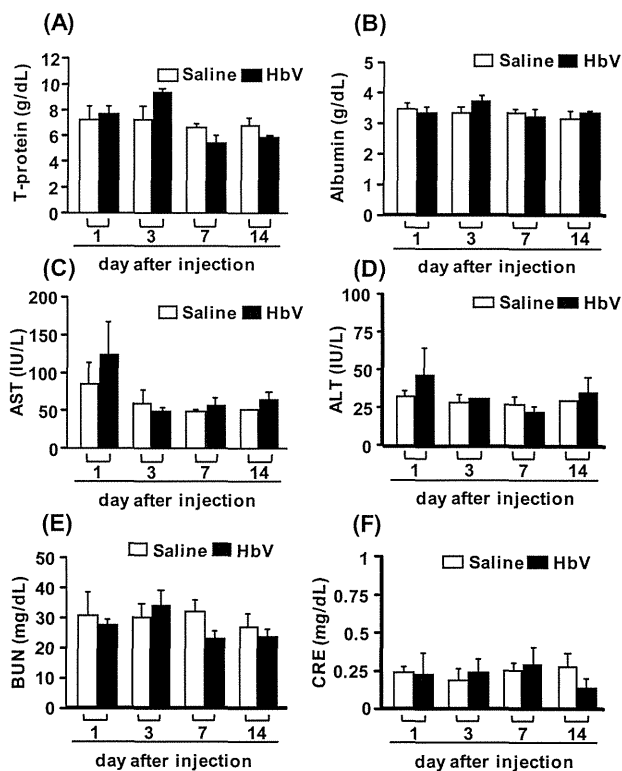 (A)
Saline HbV
T-protein (g/dL)
12
10
8
6
4
2
0
1 3 7 14
day after injection
(B)
Saline HbV
Albumin (g/dL)
5
4
3
2
1
0
1 3 7 14
day after injection
(C)
Saline HbV
AST (IU/L)
200
150
100
50
0
1 3 7 14
day after injection
(D)
Saline HbV
ALT (IU/L)
100
75
50
25
0
1 3 7 14
day after injection
(E)
Saline HbV
BUN (mg/dL)
50
40
30
20
10
0
1 3 7 14
day after injection
(F)
Saline HbV
CRE (mg/dL)
1
0.75
0.5
0.25
0
1 3 7 14
day after injection